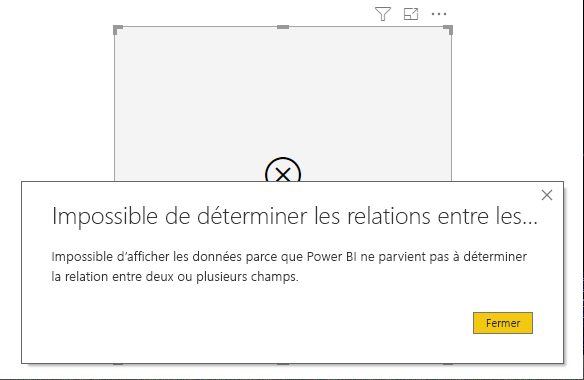 Impossible de déterminer les relations entre les...
Impossible d'afficher les données parce que Power BI ne parvient pas à déterminer
la relation entre deux ou plusieurs champs.
Fermer